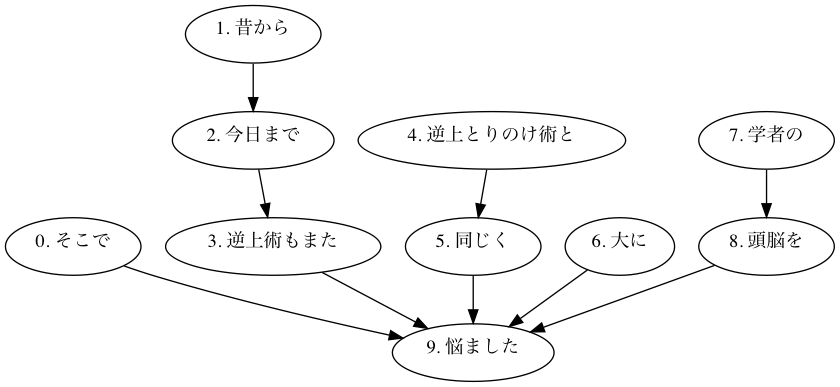 1. 昔から
2. 今日まで
4. 逆上とりのけ術と
7. 学者の
0. そこで
3. 逆上術もまた
5. 同じく
6. 大に
8. 頭脳を
9. 悩ました